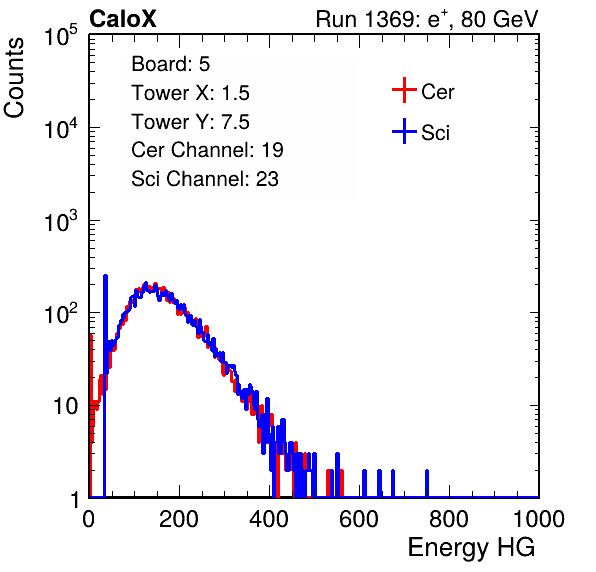 CaloX Run 1369: e⁺, 80 GeV
Counts
Board: 5
Tower X: 1.5
Tower Y: 7.5
Cer Channel: 19
Sci Channel: 23
Cer
Sci
10⁵
10⁴
10³
10²
10
1
0 200 400 600 800 1000
Energy HG